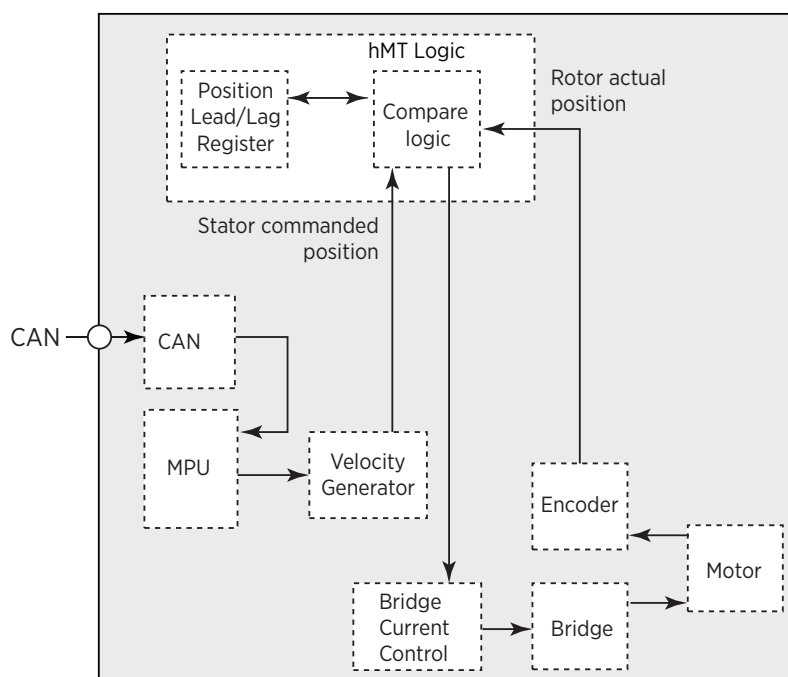 hMT Logic
Position
Lead/Lag
Register
Compare
logic
Rotor actual
position
Stator commanded
position
CAN
CAN
MPU
Velocity
Generator
Encoder
Motor
Bridge
Current
Control
Bridge